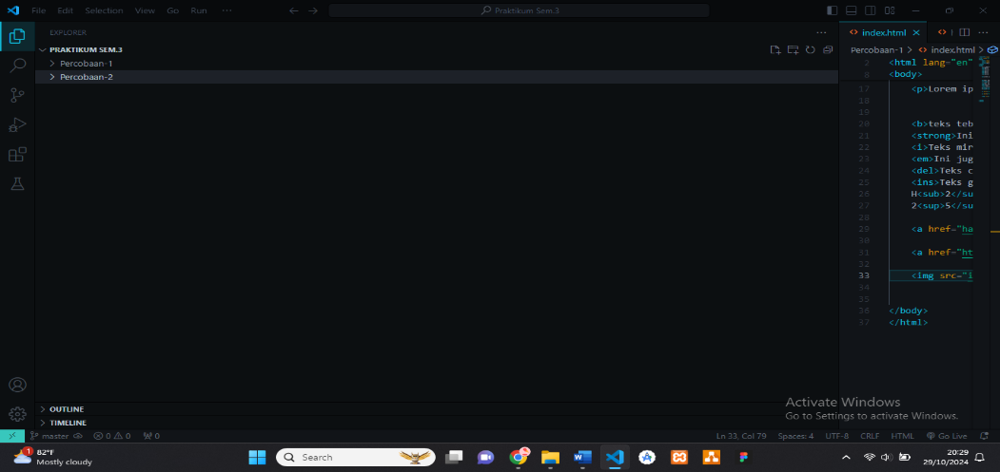 File Edit Selection View Go Run ··· Praktikum Sem.3
EXPLORER ···
PRAKTIKUM SEM.3
Percobaan-1
Percobaan-2
OUTLINE
TIMELINE
index.html
Percobaan-1 > index.html >
2 <html lang="en"
8 <body>
17 <p>Lorem ip
18
19
20 <b>teks teb
21 <strong>Ini
22 <i>Teks mir
23 <em>Ini jug
24 <del>Teks c
25 <ins>Teks g
26 H<sub>2</su
27 2<sup>5</su
28
29 <a href="ha
30
31 <a href="ht
32
33 <img src="i
34
35
36 </body>
37 </html>
Activate Windows
Go to Settings to activate Windows.
master 0 0 0 Ln 33, Col 79 Spaces: 4 UTF-8 CRLF HTML Go Live
1 82°F
Mostly cloudy
Search
20:29
29/10/2024